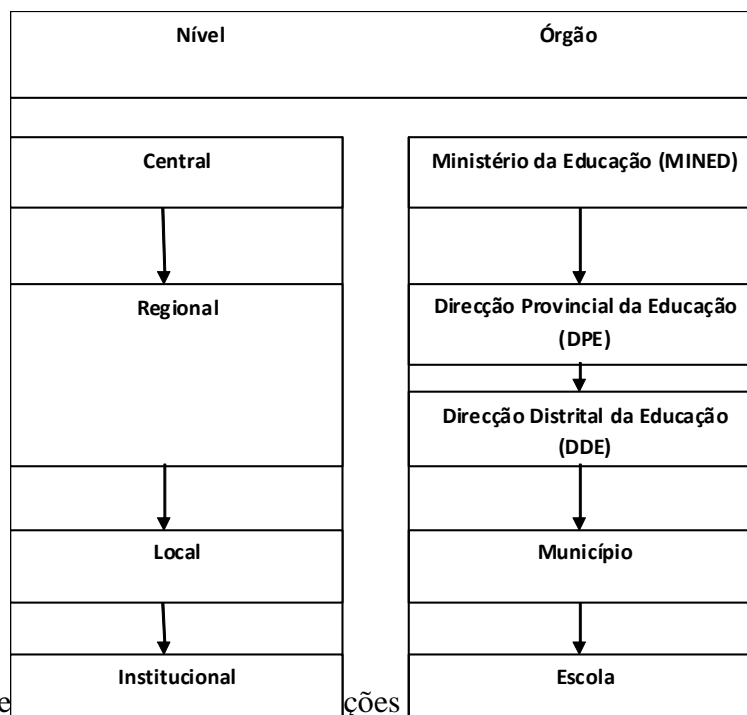 Nível Órgão
Central Ministério da Educação (MINED)
Regional Direcção Provincial da Educação
(DPE)
Direcção Distrital da Educação
(DDE)
Local Município
Institucional Escola
e ções